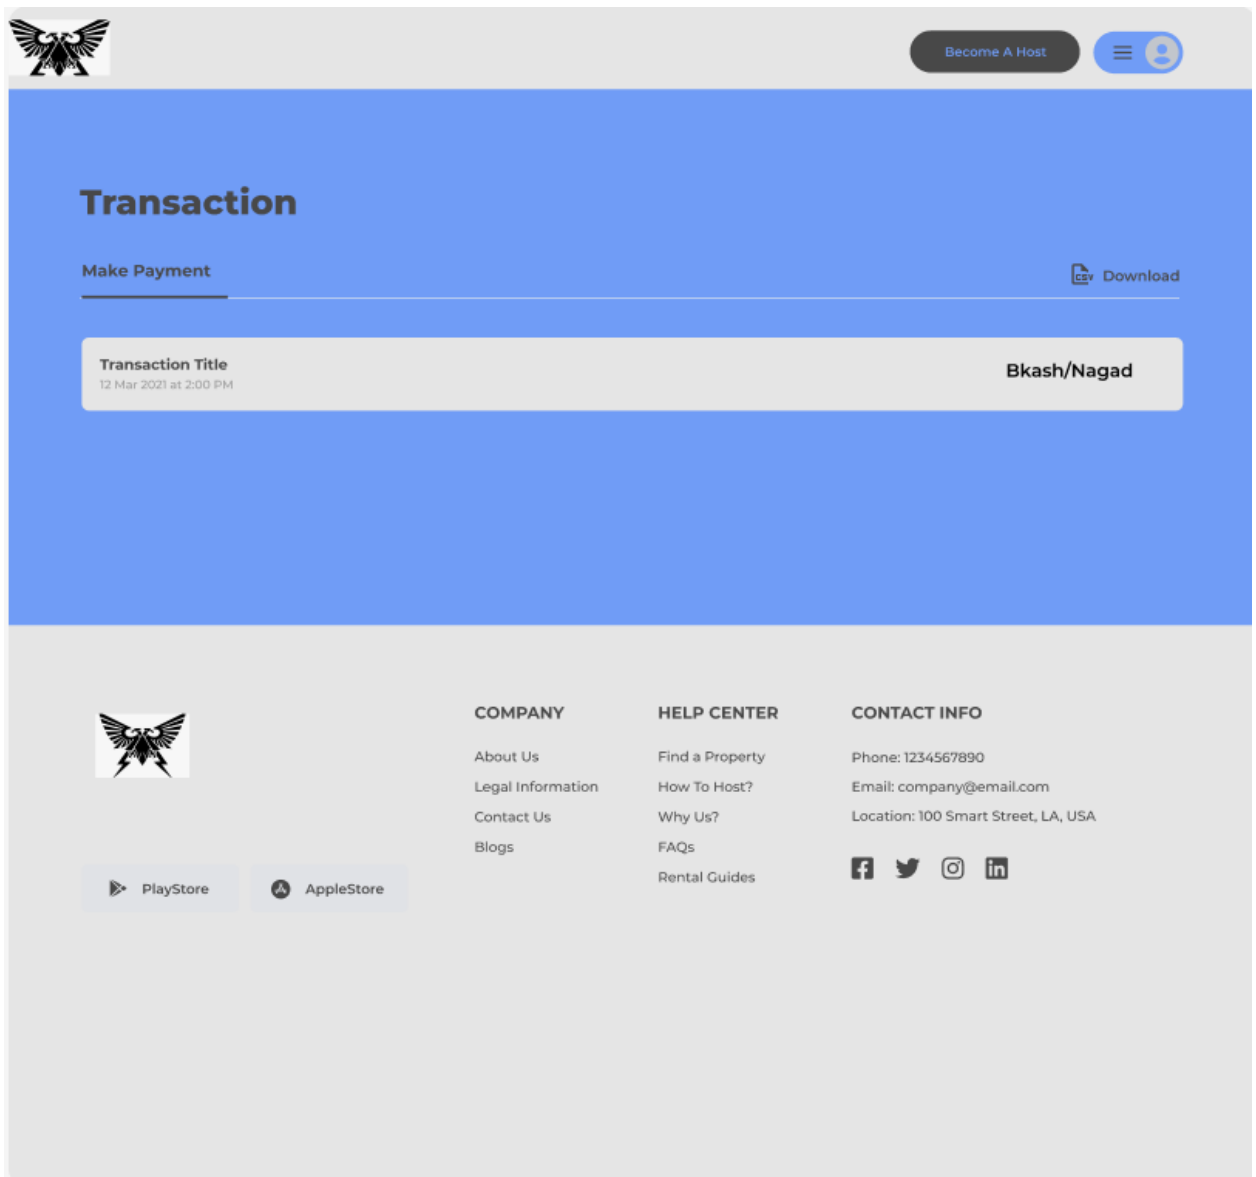 Become A Host
Transaction
Make Payment
CSV Download
Transaction Title
12 Mar 2021 at 2:00 PM
Bkash/Nagad
COMPANY
About Us
Legal Information
Contact Us
Blogs
HELP CENTER
Find a Property
How To Host?
Why Us?
FAQs
Rental Guides
CONTACT INFO
Phone: 1234567890
Email: company@email.com
Location: 100 Smart Street, LA, USA
PlayStore
AppleStore